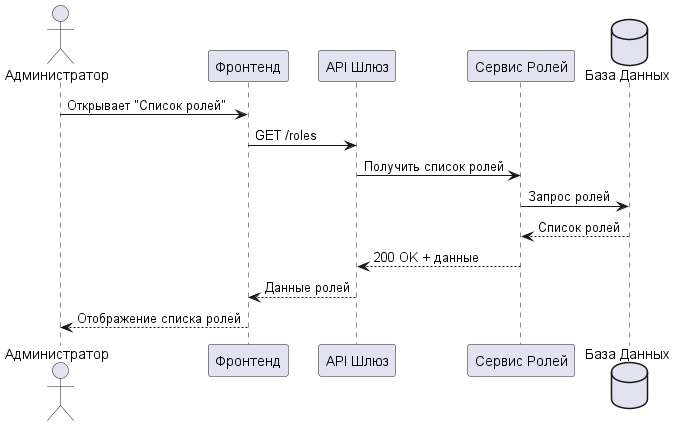 Администратор
Фронтенд
API Шлюз
Сервис Ролей
База Данных
Открывает "Список ролей"
GET /roles
Получить список ролей
Запрос ролей
Список ролей
200 OK + данные
Данные ролей
Отображение списка ролей
Администратор
Фронтенд
API Шлюз
Сервис Ролей
База Данных